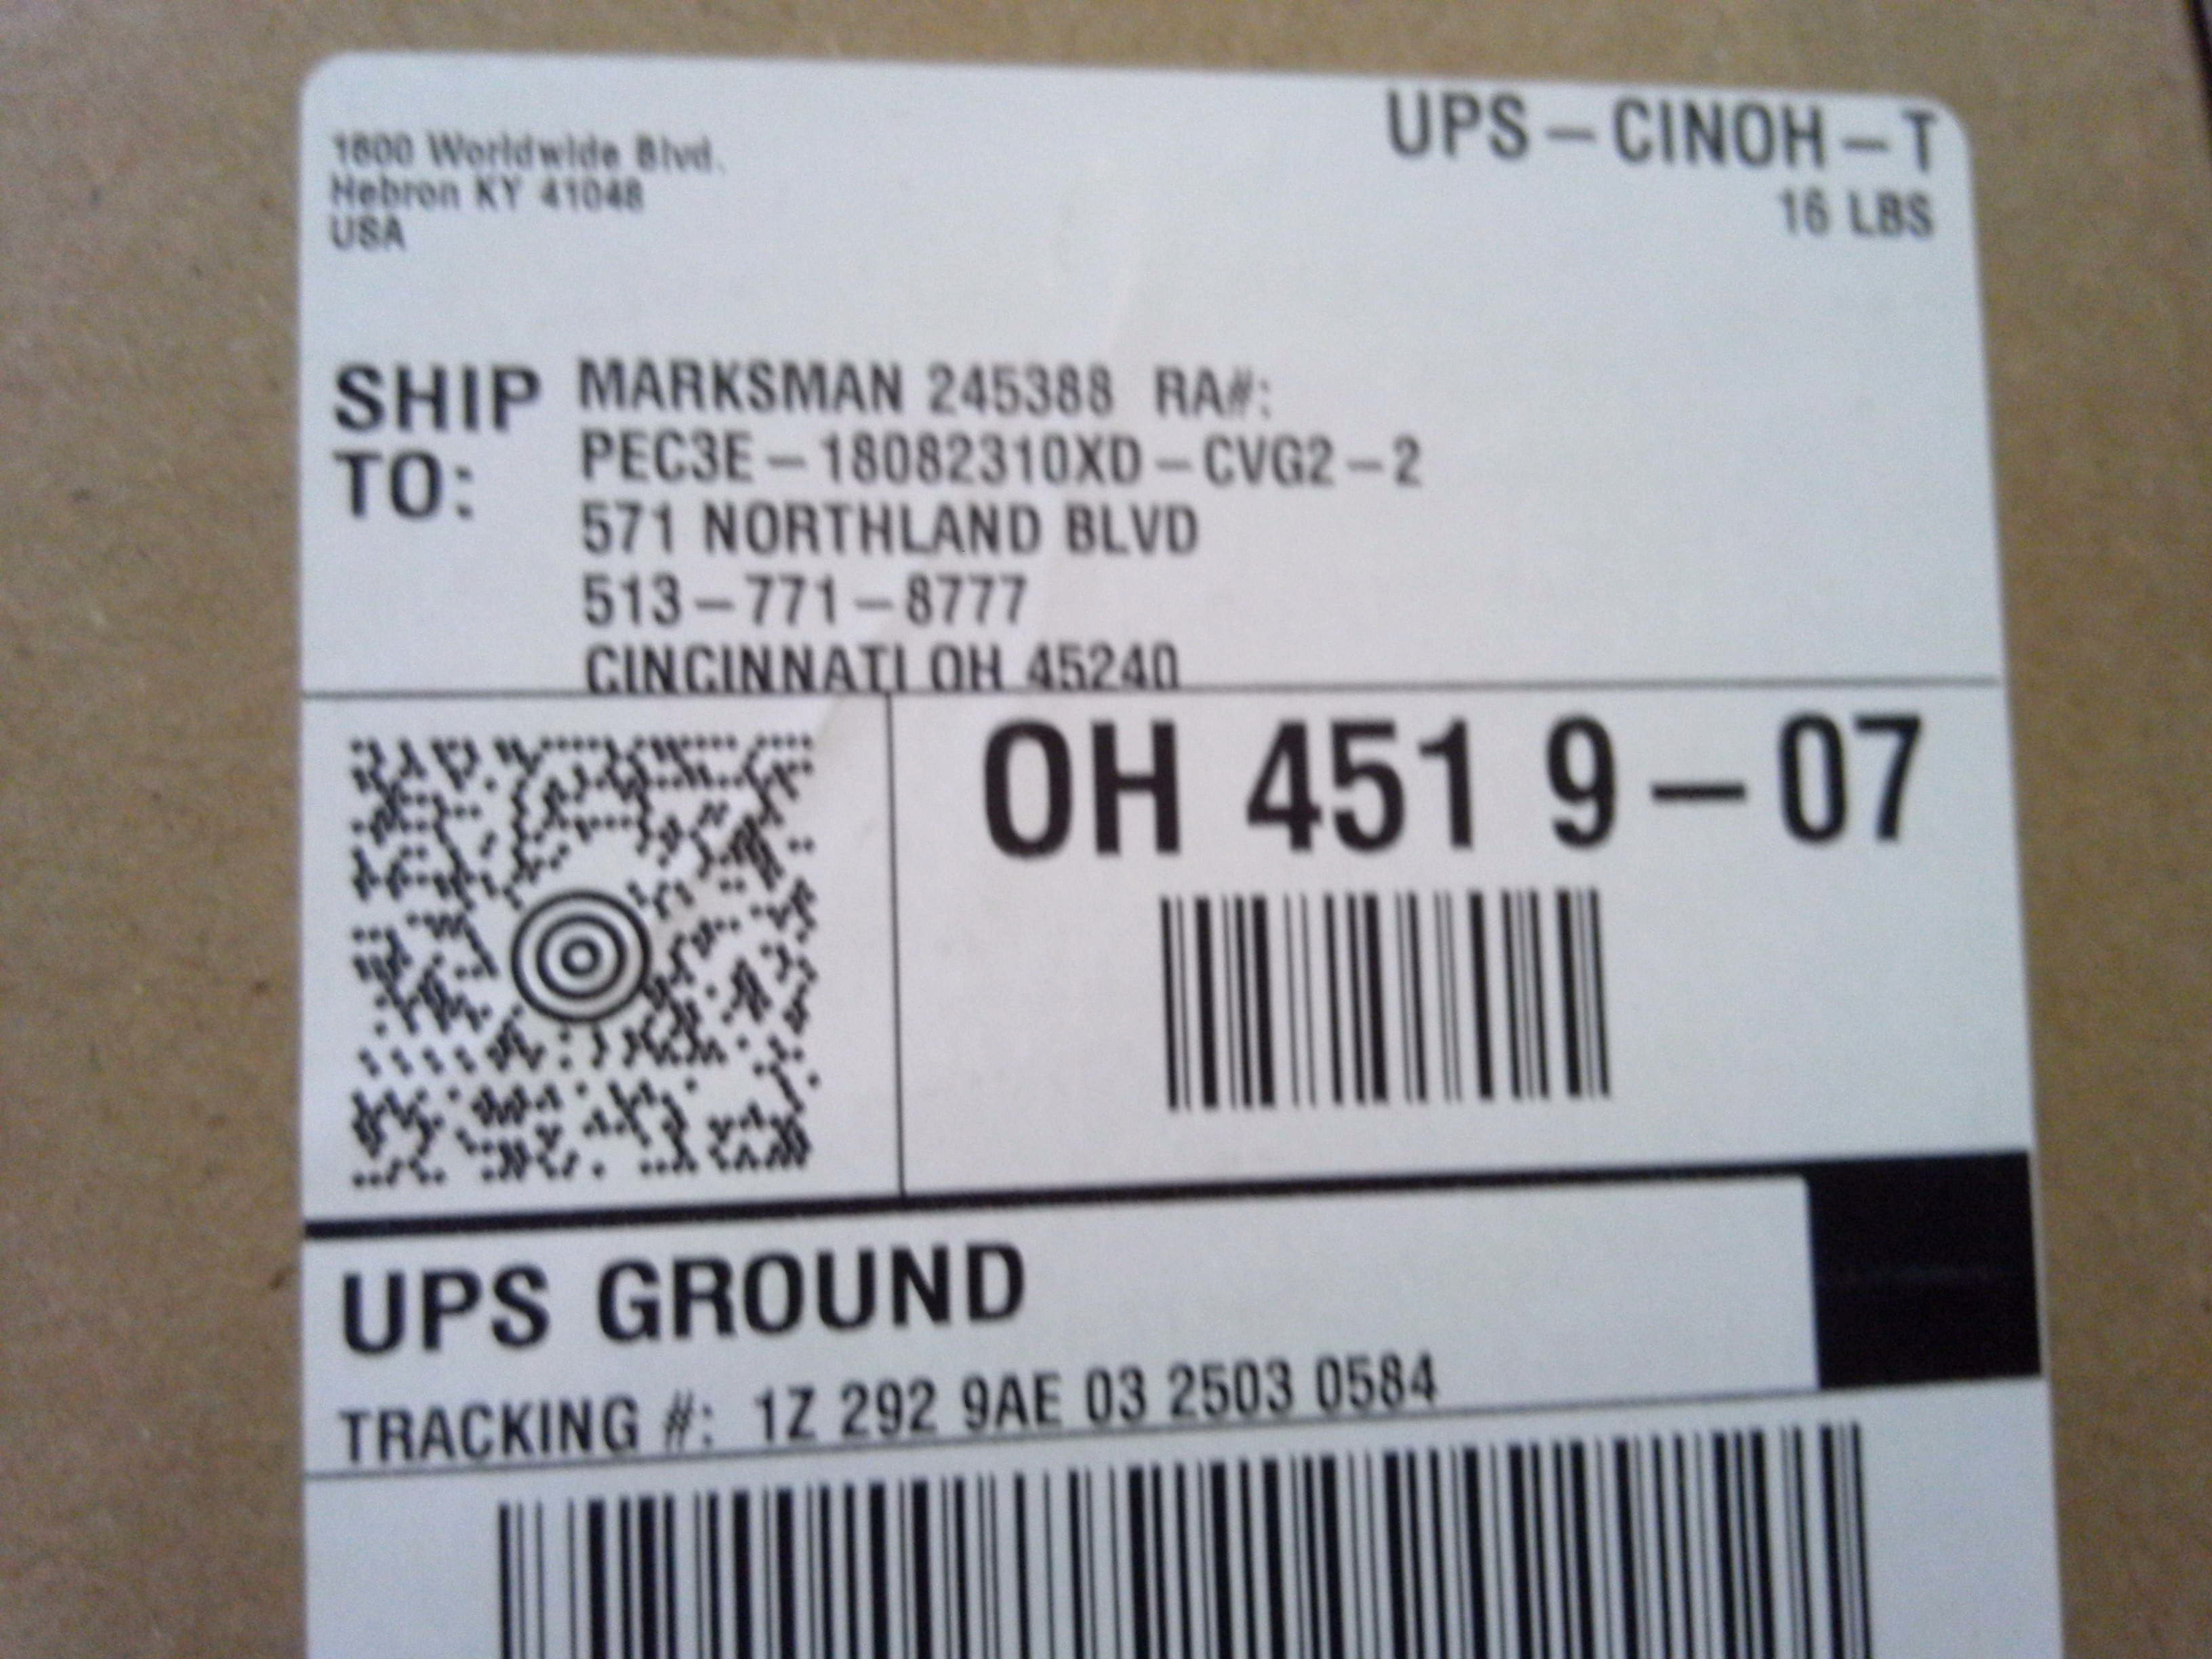 1600 Worldwide Blvd.
Hebron KY 41048
USA
UPS – CINOH – T
16 LBS
SHIP TO:
MARKSMAN 245388 RA#:
PEC3E – 18082310XD – CVG2 – 2
571 NORTHLAND BLVD
513 – 771 – 8777
CINCINNATI OH 45240
OH 451 9 – 07
UPS GROUND
TRACKING #: 1Z 292 9AE 03 2503 0584